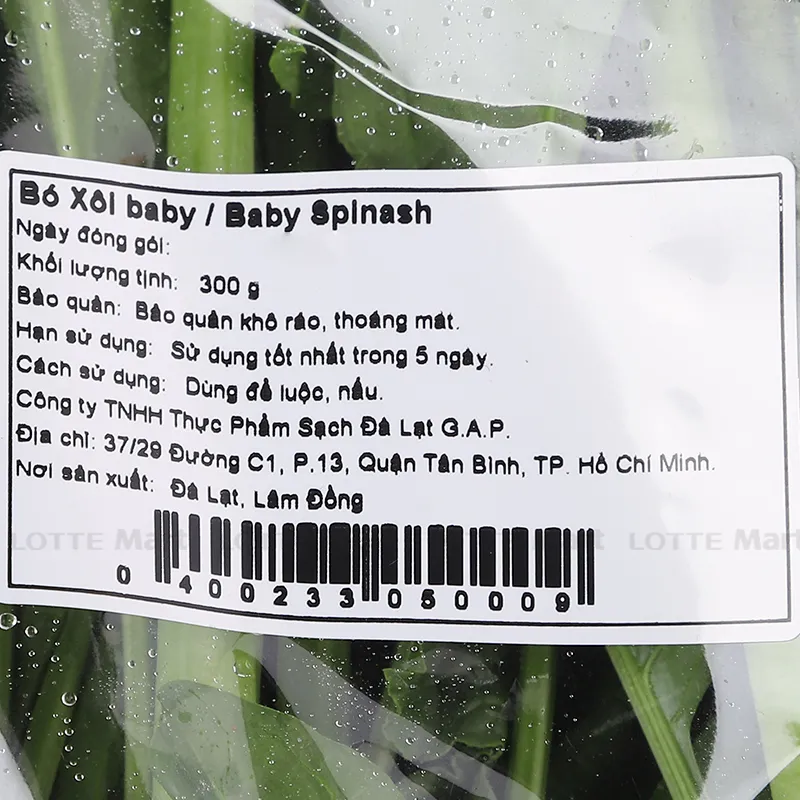 Bó Xôi baby / Baby Spinash
Ngày đóng gói:
Khối lượng tịnh: 300 g
Bảo quản: Bảo quản khô ráo, thoáng mát.
Hạn sử dụng: Sử dụng tốt nhất trong 5 ngày.
Cách sử dụng: Dùng để luộc, nấu.
Công ty TNHH Thực Phẩm Sạch Đà Lạt G.A.P.
Địa chỉ: 37/29 Đường C1, P.13, Quận Tân Bình, TP. Hồ Chí Minh.
Nơi sản xuất: Đà Lạt, Lâm Đồng
LOTTE Mart LOTTE Mart
0 400233 050009